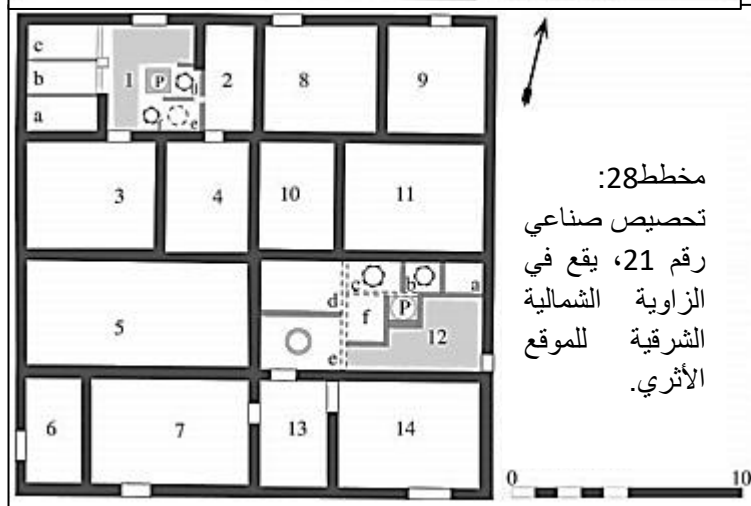 c
b 1 P 2 8 9
a e
3 4 10 11
c b a
d f P
5 12
e
6 7 13 14
مخطط28:
تحصيص صناعي
رقم 21، يقع في
الزاوية الشمالية
الشرقية للموقع
الأثري.
0 10